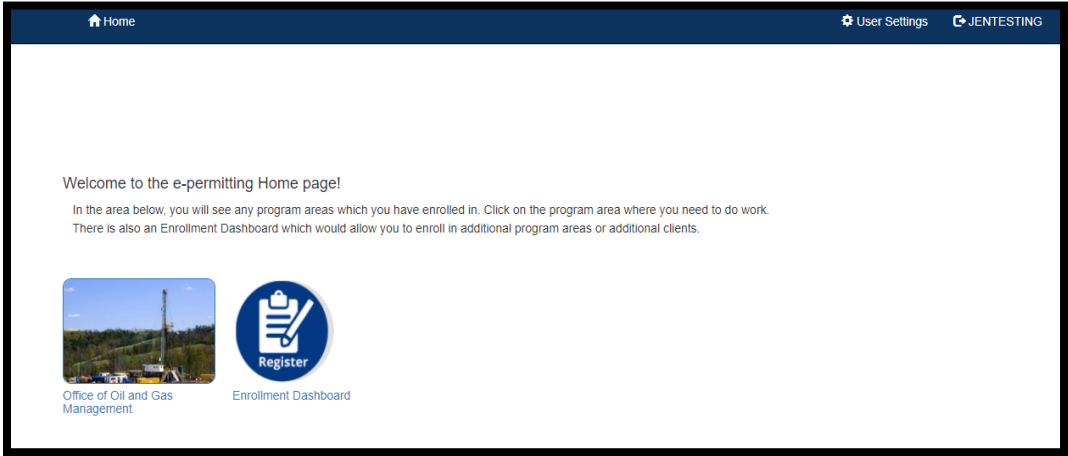 Home
User Settings
JENTESTING
Welcome to the e-permitting Home page!
In the area below, you will see any program areas which you have enrolled in. Click on the program area where you need to do work.
There is also an Enrollment Dashboard which would allow you to enroll in additional program areas or additional clients.
Register
Office of Oil and Gas
Management
Enrollment Dashboard